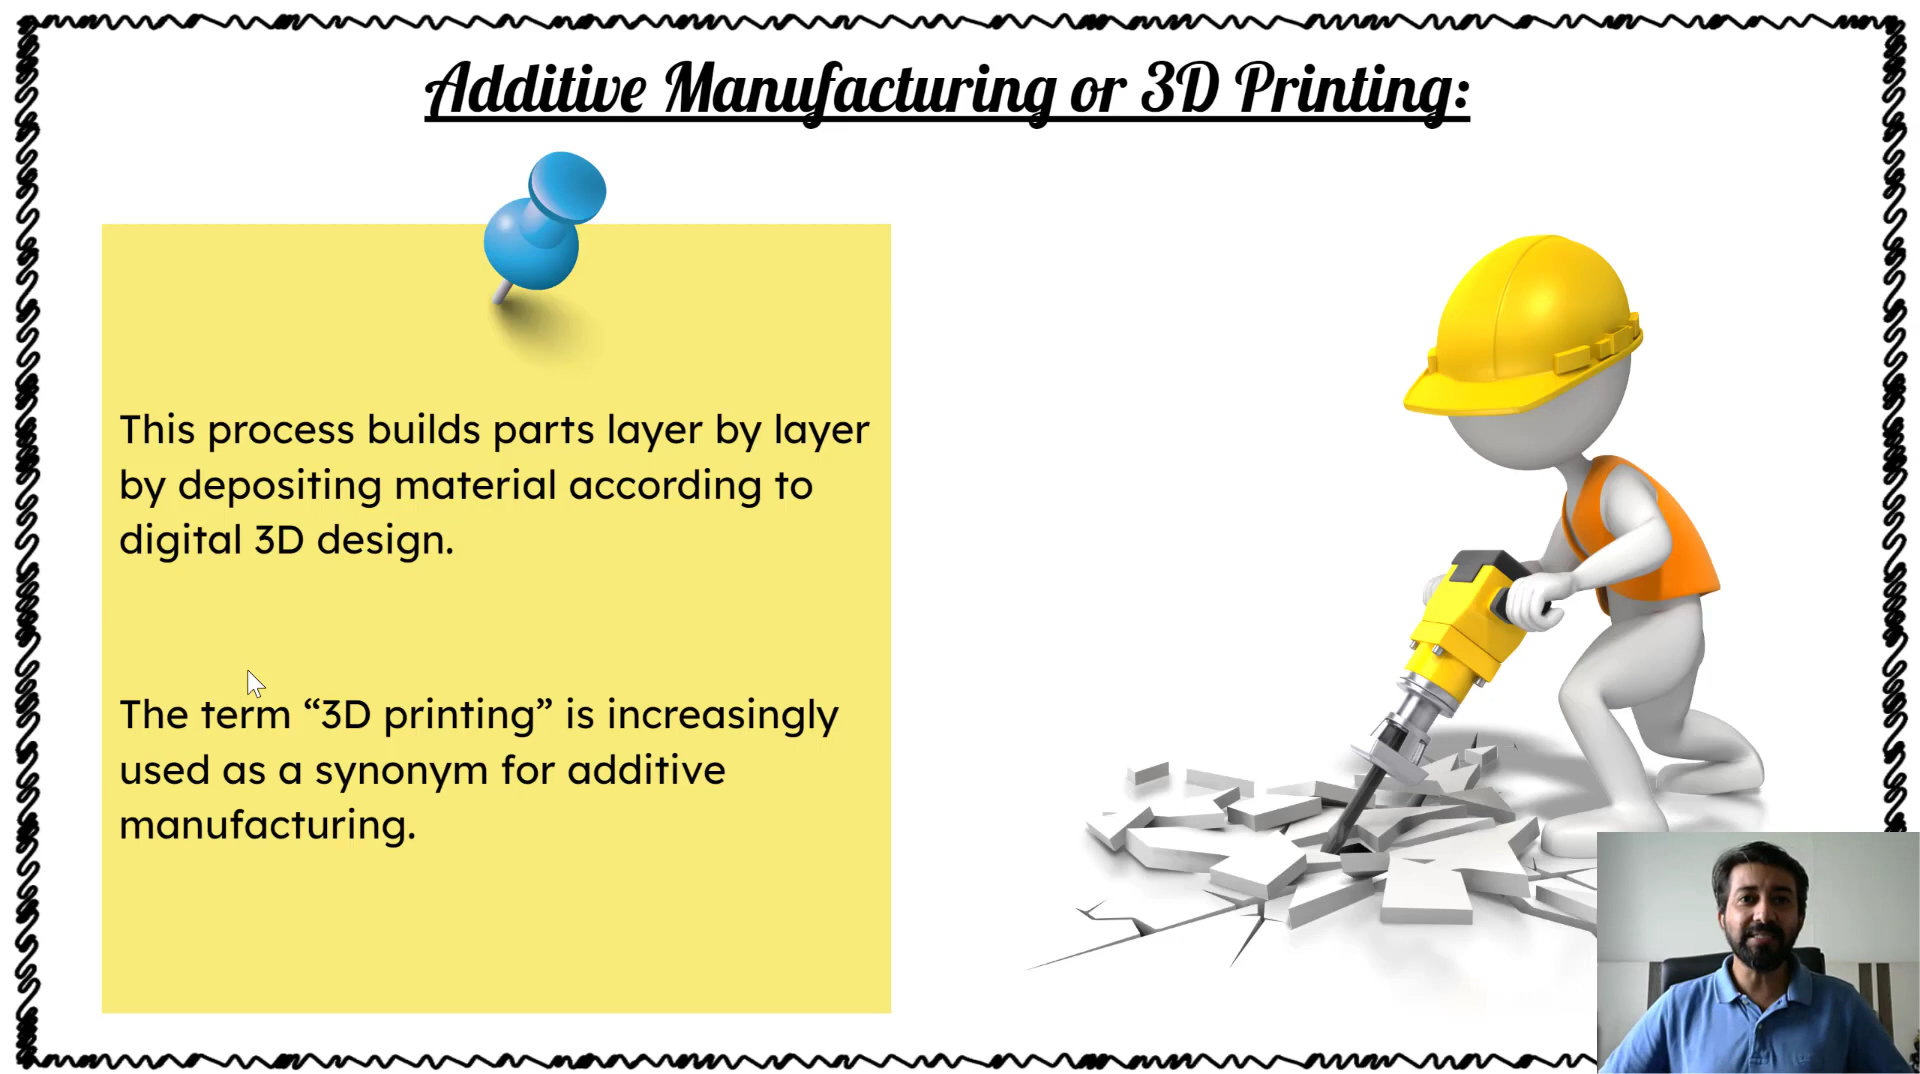 Additive Manufacturing or 3D Printing:
This process builds parts layer by layer
by depositing material according to
digital 3D design.
The term “3D printing” is increasingly
used as a synonym for additive
manufacturing.